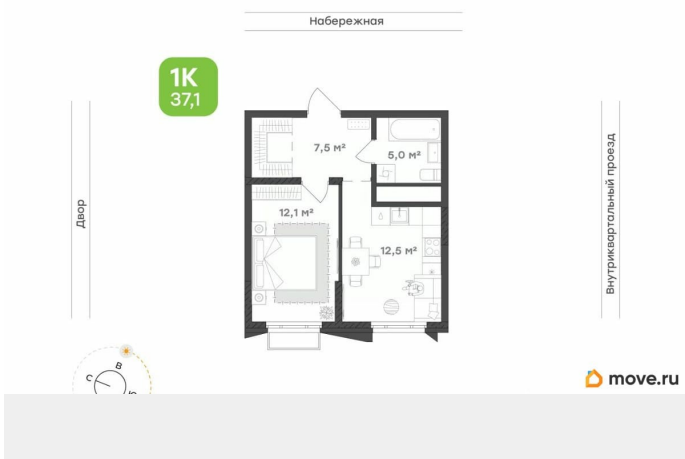 Набережная
1К
37,1
7,5 м²
5,0 м²
Двор
12,1 м²
12,5 м²
Внутриквартальный проезд
В
С
move.ru